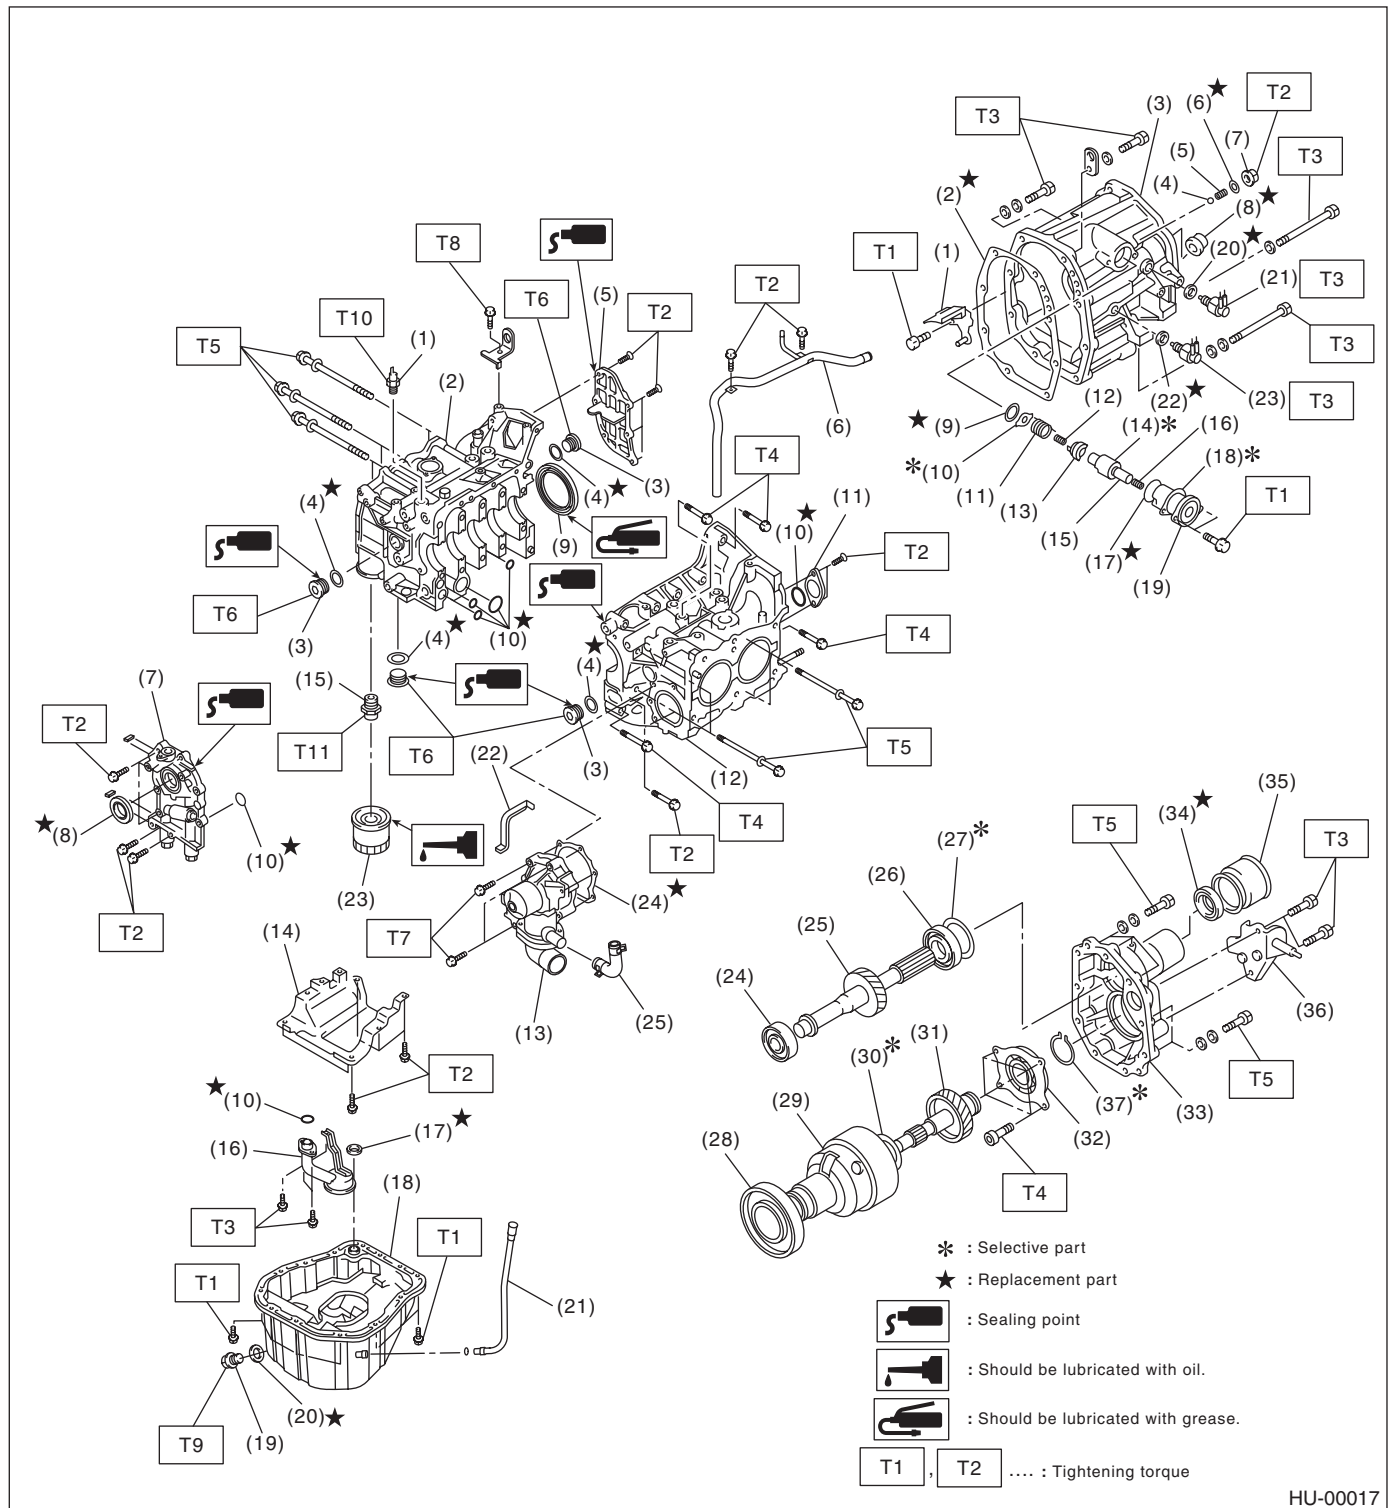 T3
(3)
(6)★
T2
(7)
(5)
T3
(4)
(2)★
(8)★
T8
T1
(1)
(20)★
T6
(5)
T2
T2
(21)
T3
T10
T5
(1)
(2)
T3
(6)
(12)
(22)★
(23)
T3
★(9)
(14)*
(16)
T4
*(10)
(18)*
(4)★
(3)
(11)
(13)
T1
(4)★
(11)
(10)★
(15)
(9)
T2
(17)★
(19)
T6
(3)
(10)★
(4)★
T4
(4)★
(7)
(15)
T2
T11
T6
(22)
(3)
(12)
T5
★(8)
(10)★
T4
(35)
(34)★
T2
(27)*
T5
T3
T2
(23)
(24)★
(26)
T7
(14)
(25)
(24)
(36)
(13)
(25)
(31)
(30)*
T2
T5
★(10)
(37)*
(33)
(17)★
(29)
(32)
(16)
(28)
(18)
T4
T3
T1
* : Selective part
T1
★ : Replacement part
(21)
: Sealing point
: Should be lubricated with oil.
(20)★
: Should be lubricated with grease.
T9
(19)
T1 , T2 .... : Tightening torque
HU-00017